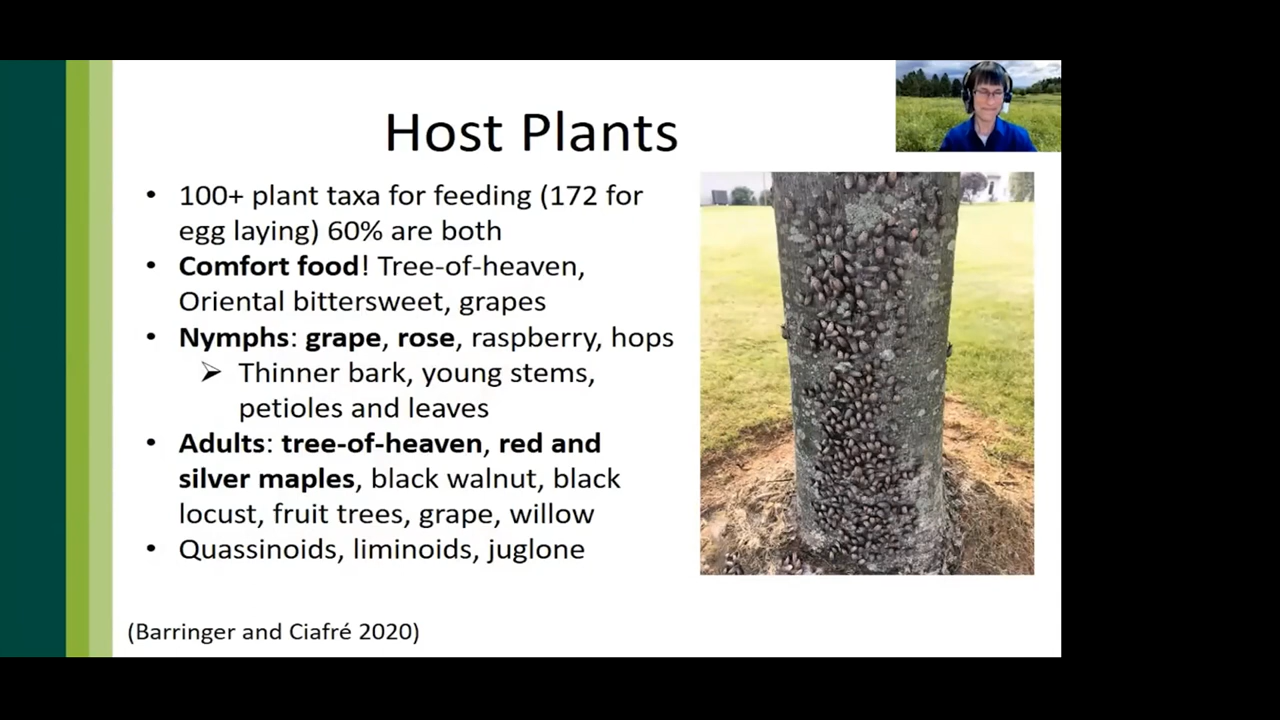 Host Plants
• 100+ plant taxa for feeding (172 for
egg laying) 60% are both
• Comfort food! Tree-of-heaven,
Oriental bittersweet, grapes
• Nymphs: grape, rose, raspberry, hops
➢ Thinner bark, young stems,
petioles and leaves
• Adults: tree-of-heaven, red and
silver maples, black walnut, black
locust, fruit trees, grape, willow
• Quassinoids, liminoids, juglone
(Barringer and Ciafré 2020)